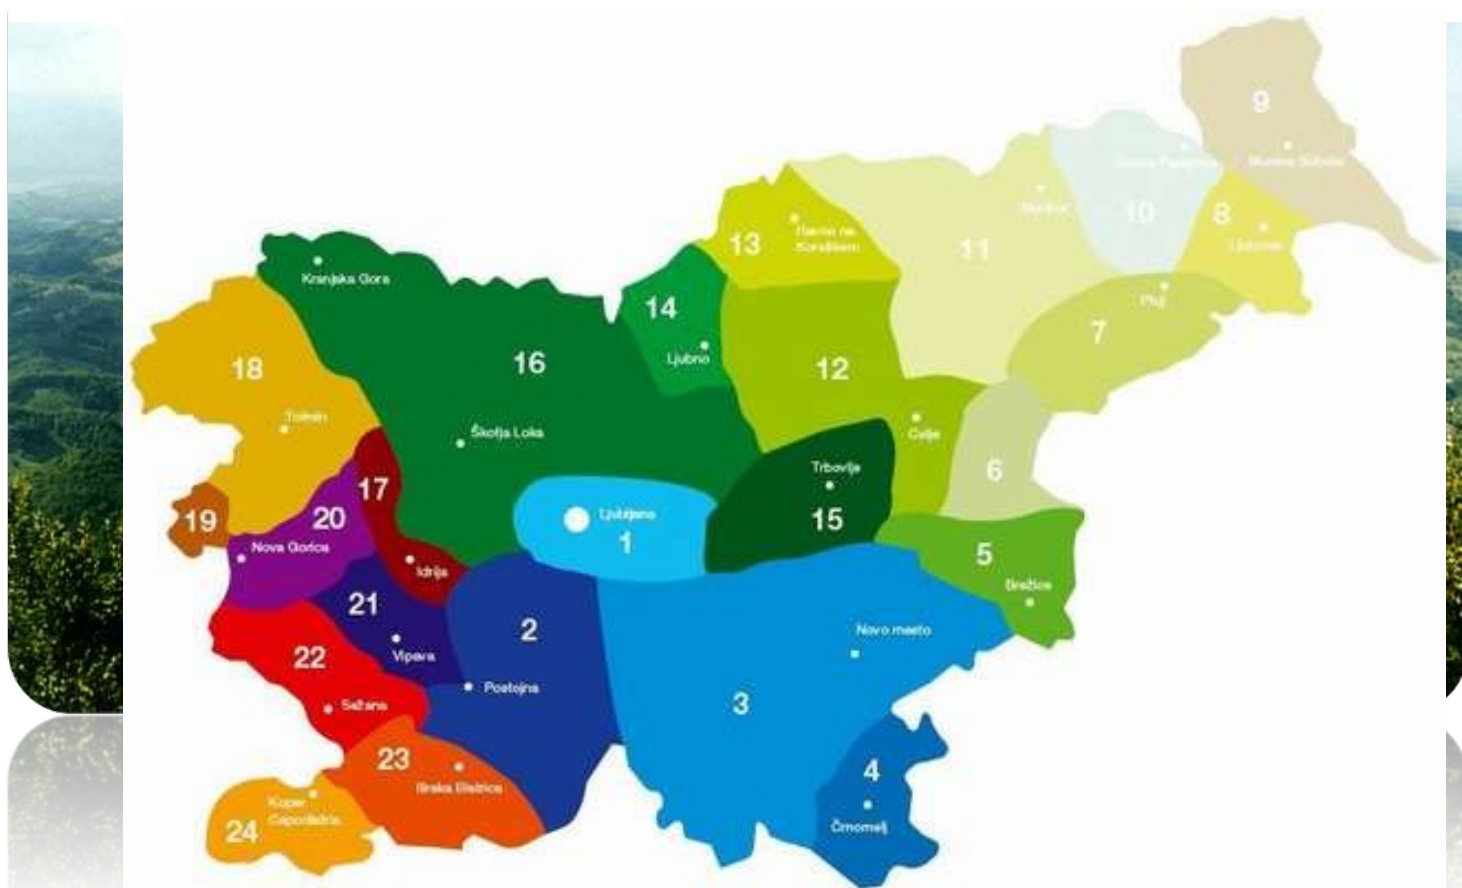 9
Murska Sobota
10
8
Ljutomer
Maribor
11
13
Ravne na
Koroškem
Kranjska Gora
14
Ljubno
7
Ptuj
18
16
12
Tolmin
Škofja Loka
Celje
6
17
Trbovlje
15
19
20
Ljubljana
1
Nova Gorica
Idrija
5
Brežice
21
2
Vipava
Novo mesto
22
Postojna
3
Sežana
23
4
Ilirska Bistrica
Koper
Capodistria
24
Črnomelj